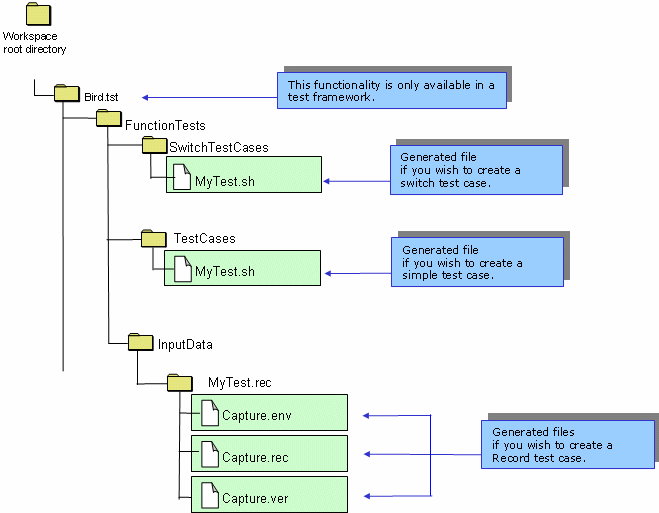 Workspace
root directory
Bird.tst
This functionality is only available in a
test framework.
FunctionTests
SwitchTestCases
MyTest.sh
Generated file
if you wish to create a
switch test case.
TestCases
MyTest.sh
Generated file
if you wish to create a
simple test case.
InputData
MyTest.rec
Capture.env
Capture.rec
Capture.ver
Generated files
if you wish to create a
Record test case.